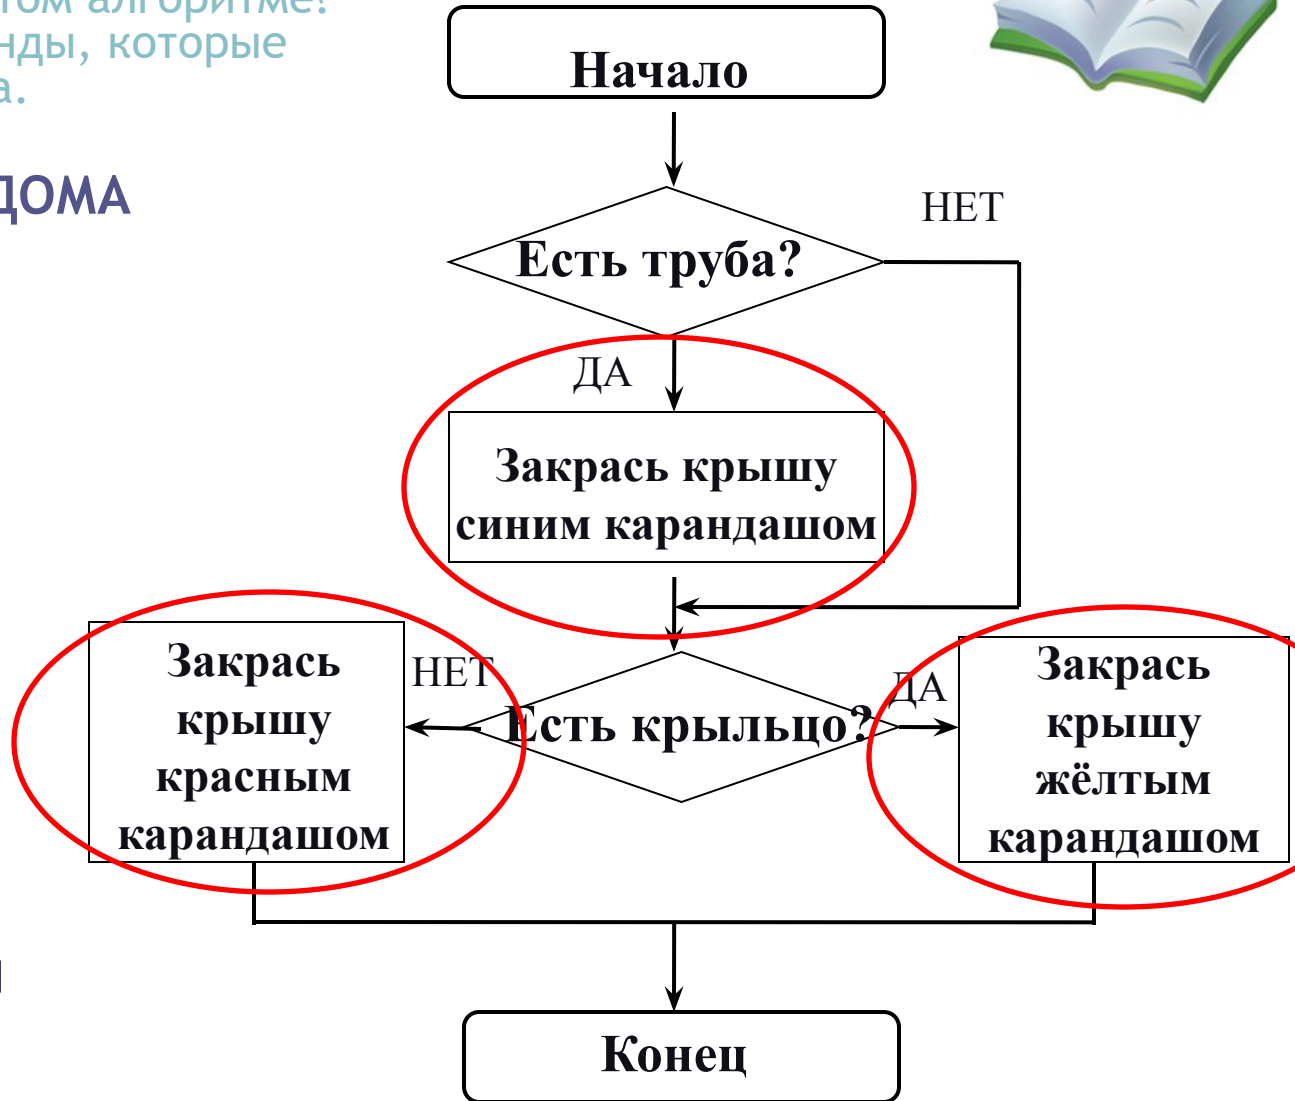 том алгоритме?
нды, которые
а.
ДОМА
Начало
Есть труба?
НЕТ
ДА
Закрась крышу
синим карандашом
Есть крыльцо?
НЕТ
ДА
Закрась
крышу
красным
карандашом
Закрась
крышу
жёлтым
карандашом
Конец